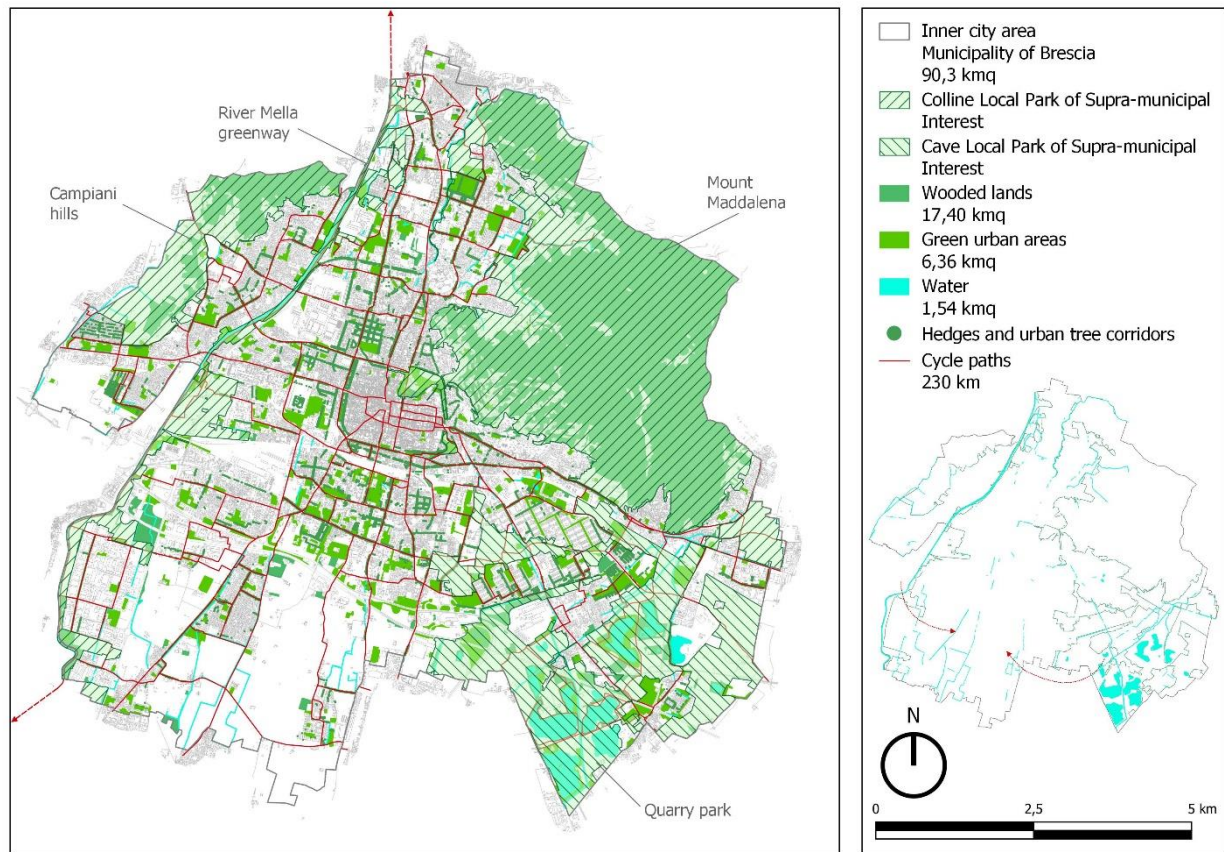 River Mella
greenway
Campiani
hills
Mount
Maddalena
Quarry park
Inner city area
Municipality of Brescia
90,3 kmq
Colline Local Park of Supra-municipal
Interest
Cave Local Park of Supra-municipal
Interest
Wooded lands
17,40 kmq
Green urban areas
6,36 kmq
Water
1,54 kmq
Hedges and urban tree corridors
Cycle paths
230 km
N
0 2,5 5 km